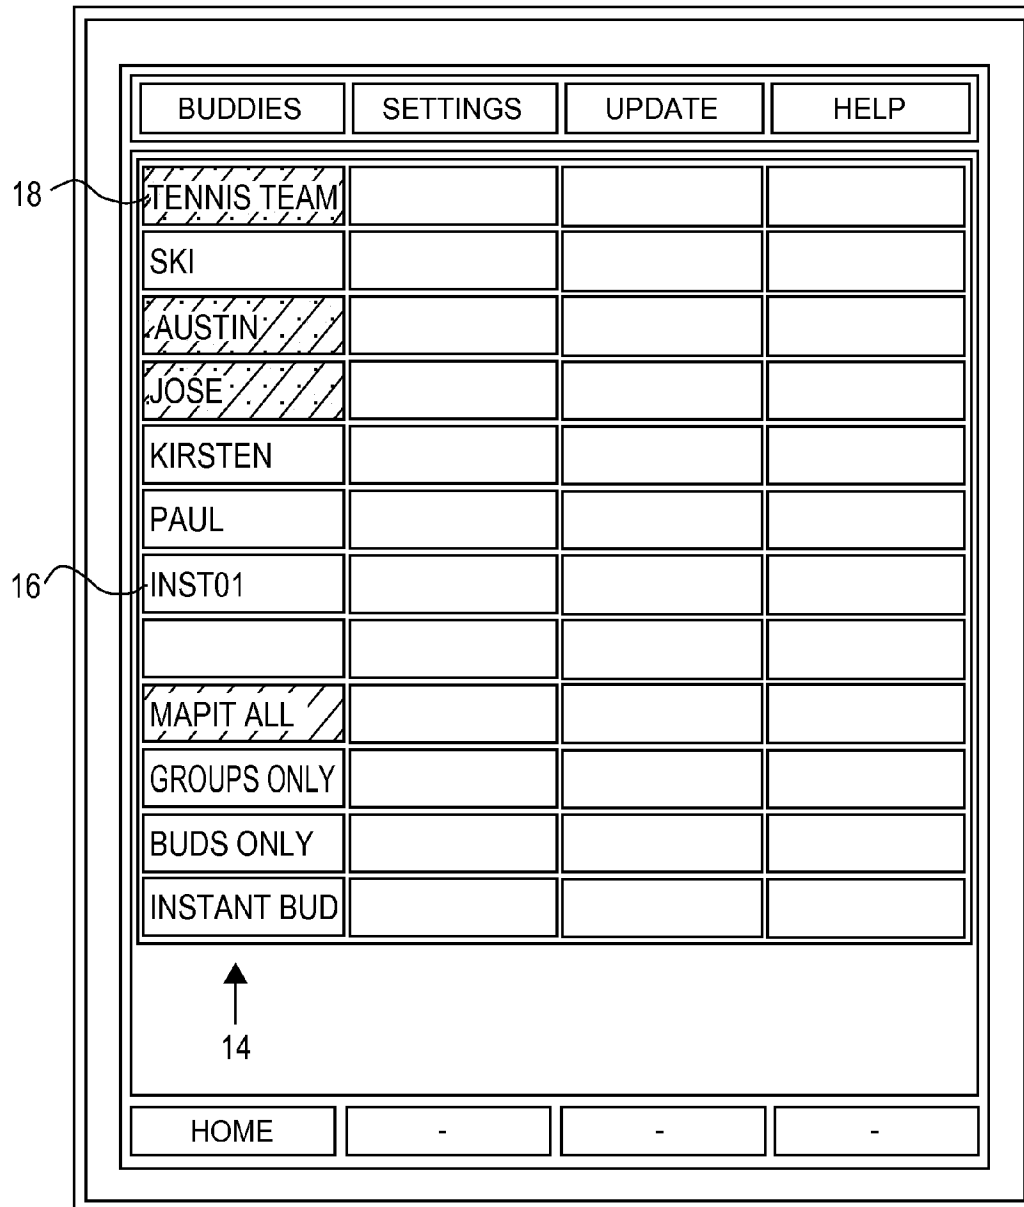 BUDDIES SETTINGS UPDATE HELP
18 TENNIS TEAM
SKI
AUSTIN
JOSE
KIRSTEN
PAUL
16 INST01
MAPIT ALL
GROUPS ONLY
BUDS ONLY
INSTANT BUD
14
HOME - - -